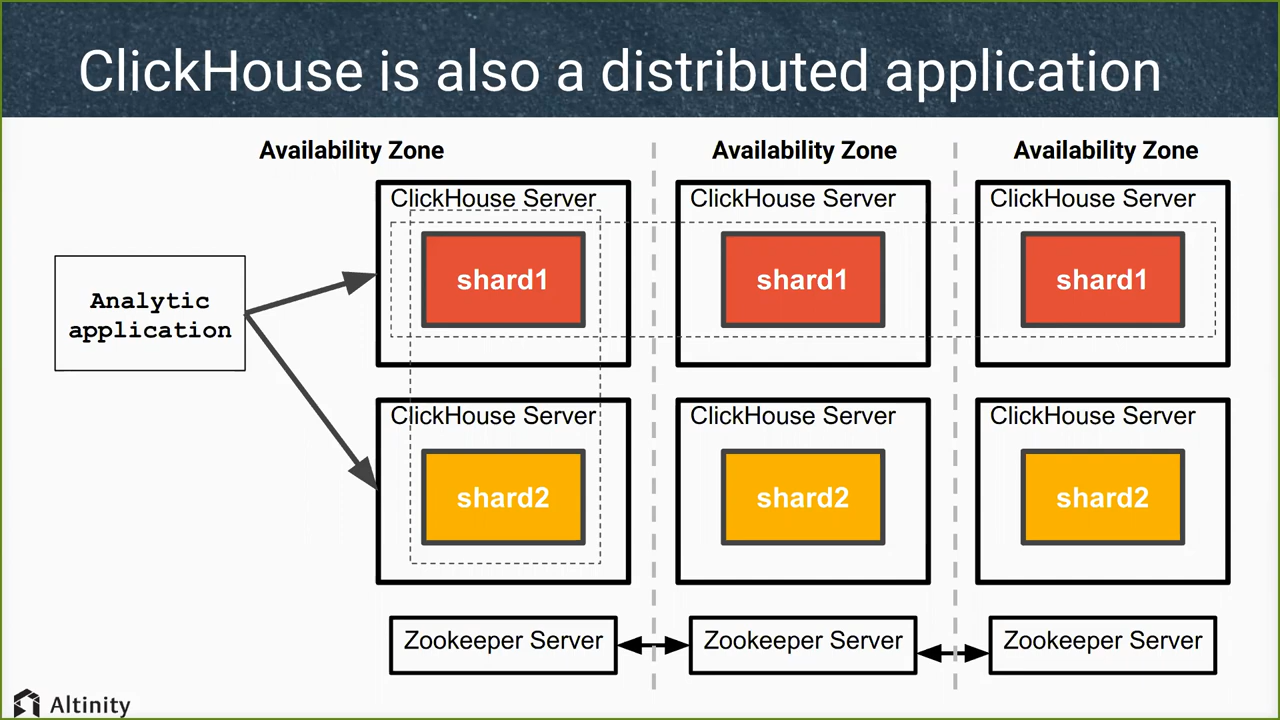 ClickHouse is also a distributed application
Availability Zone
Availability Zone
Availability Zone
ClickHouse Server
ClickHouse Server
ClickHouse Server
shard1
shard1
shard1
Analytic
application
ClickHouse Server
ClickHouse Server
ClickHouse Server
shard2
shard2
shard2
Zookeeper Server
Zookeeper Server
Zookeeper Server
Altinity